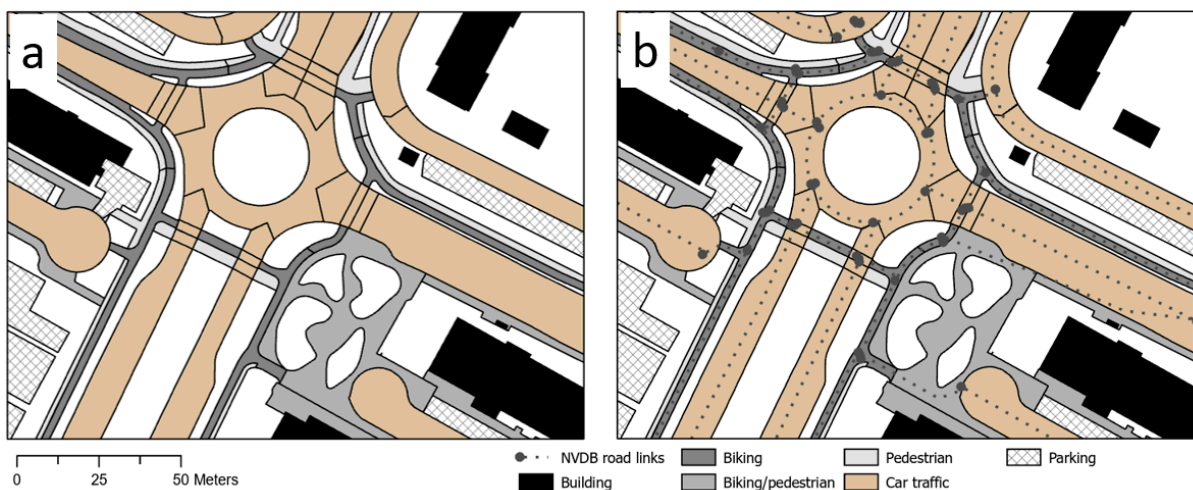 a
b
0 25 50 Meters
NVDB road links
Biking
Pedestrian
Parking
Building
Biking/pedestrian
Car traffic